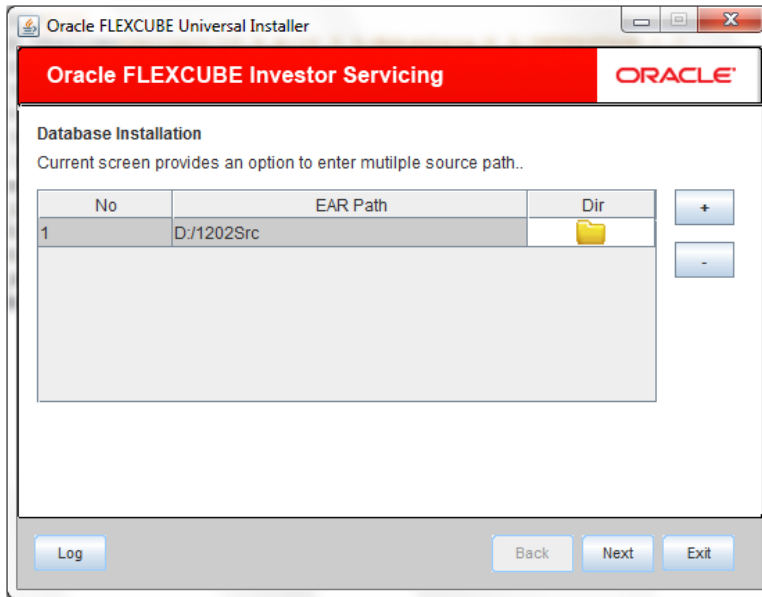 Oracle FLEXCUBE Universal Installer
Oracle FLEXCUBE Investor Servicing
ORACLE
Database Installation
Current screen provides an option to enter mutilple source path..
No EAR Path Dir
1 D:/1202Src
+
-
Log Back Next Exit